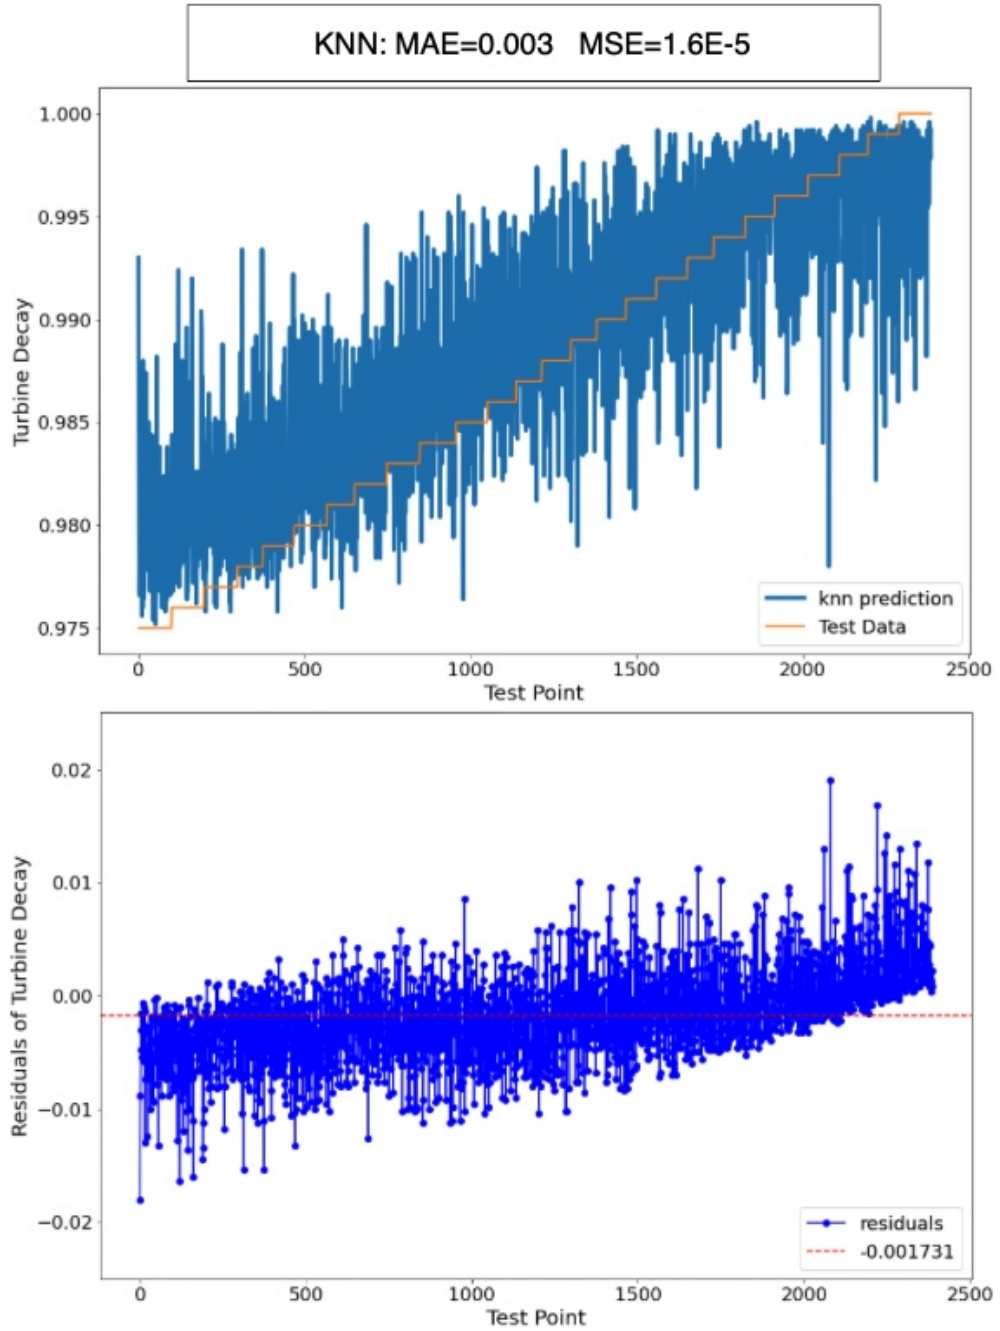 KNN: MAE=0.003 MSE=1.6E-5
1.000
0.995
0.990
0.985
0.980
0.975
Turbine Decay
knn prediction
Test Data
0 500 1000 1500 2000 2500
Test Point
0.02
0.01
0.00
−0.01
−0.02
Residuals of Turbine Decay
residuals
-0.001731
0 500 1000 1500 2000 2500
Test Point